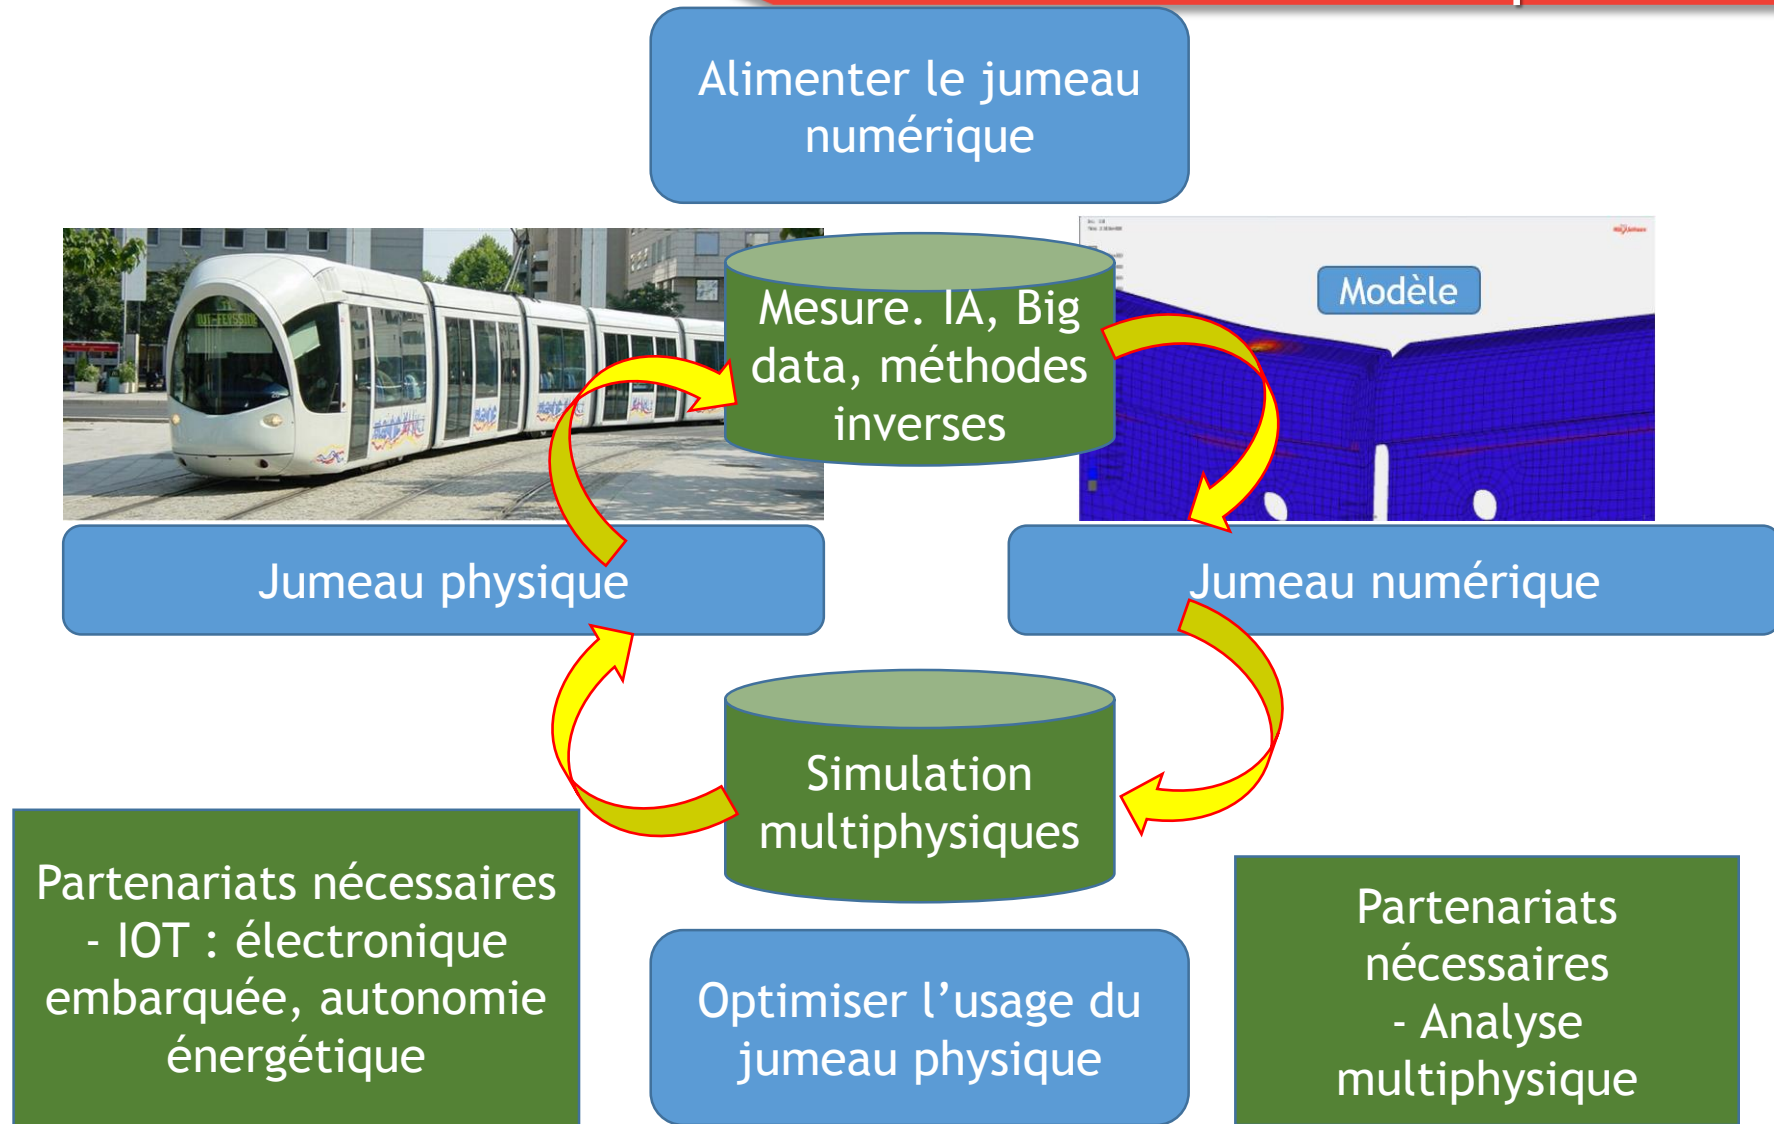 Alimenter le jumeau
numérique
Mesure. IA, Big
data, méthodes
inverses
Modèle
Jumeau physique
Jumeau numérique
Simulation
multiphysiques
Partenariats nécessaires
- IOT : électronique
embarquée, autonomie
énergétique
Optimiser l’usage du
jumeau physique
Partenariats
nécessaires
- Analyse
multiphysique